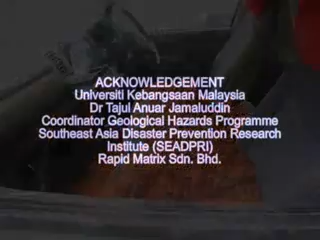 ACKNOWLEDGEMENT
Universiti Kebangsaan Malaysia
Dr Tajul Anuar Jamaluddin
Coordinator Geological Hazards Programme
Southeast Asia Disaster Prevention Research
Institute (SEADPRI)
Rapid Matrix Sdn. Bhd.